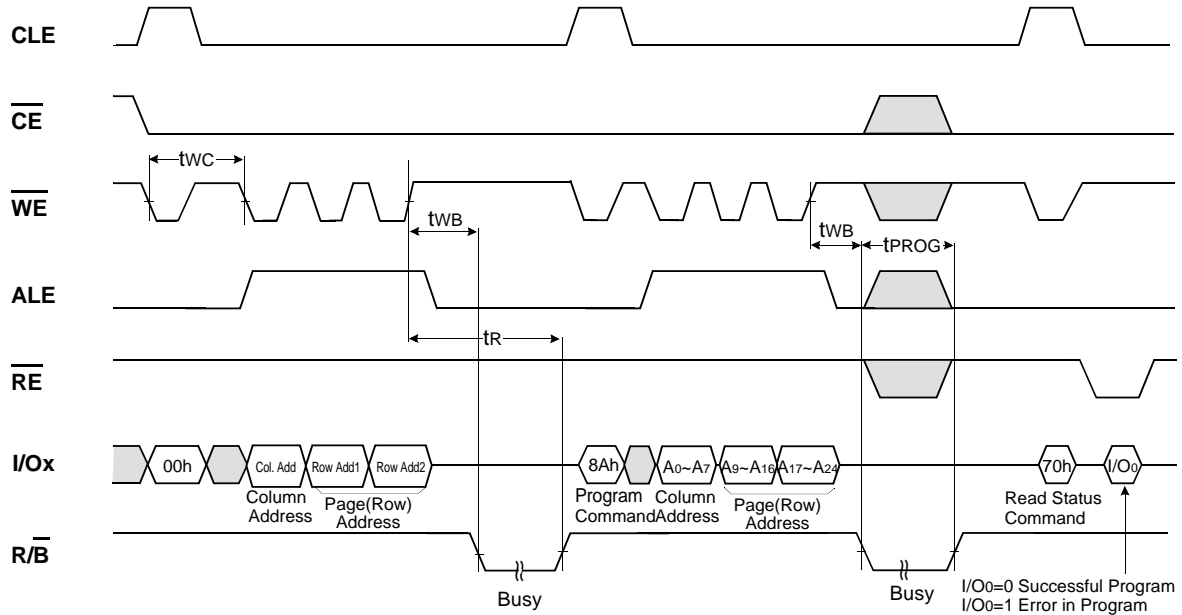 CLE
CE
tWC
WE
tWB
tWB
tPROG
ALE
tR
RE
I/Ox
00h
Col. Add
Row Add1
Row Add2
8Ah
A0~A7
A9~A16
A17~A24
70h
I/O0
Column
Address
Page(Row)
Address
Program
Command
Column
Address
Page(Row)
Address
Read Status
Command
R/B
Busy
Busy
I/O0=0 Successful Program
I/O0=1 Error in Program